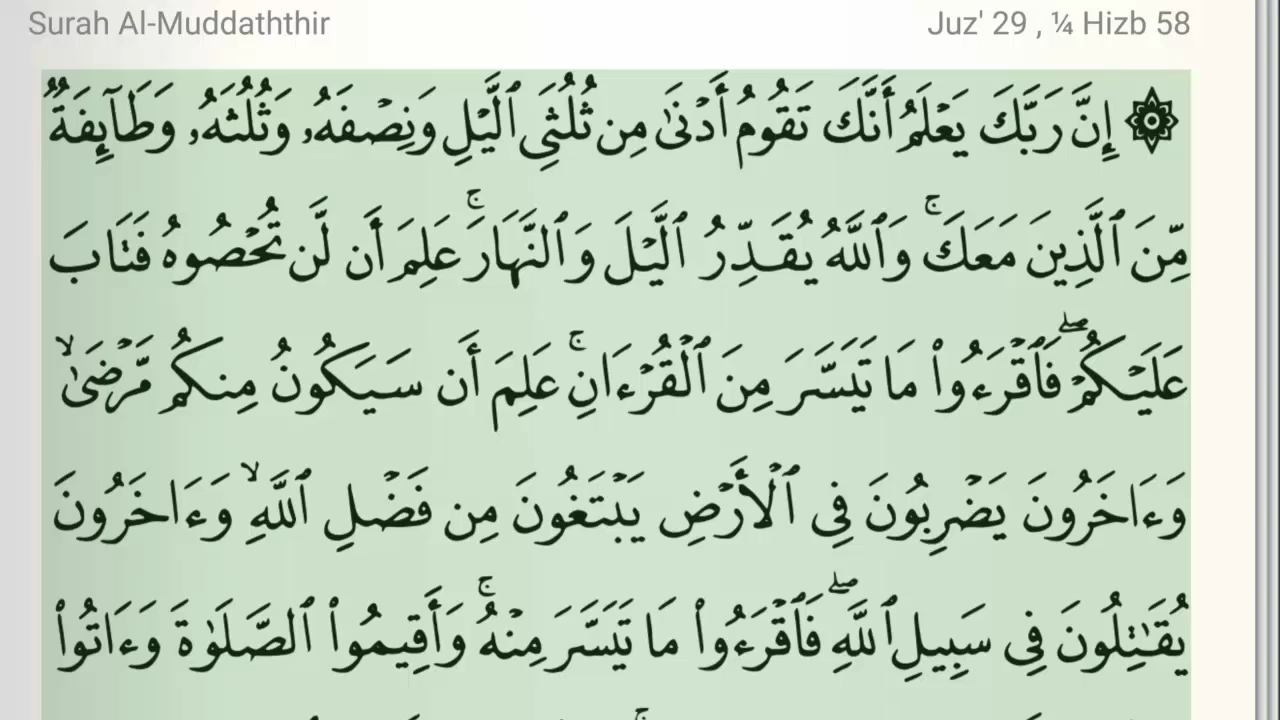 Surah Al-Muddaththir
Juz' 29 , ¼ Hizb 58
۞ إِنَّ رَبَّكَ يَعْلَمُ أَنَّكَ تَقُومُ أَدْنَىٰ مِن ثُلُثَىِ ٱلَّيْلِ وَنِصْفَهُۥ وَثُلُثَهُۥ وَطَآئِفَةٌ
مِّنَ ٱلَّذِينَ مَعَكَ ۚ وَٱللَّهُ يُقَدِّرُ ٱلَّيْلَ وَٱلنَّهَارَ ۚ عَلِمَ أَن لَّن تُحْصُوهُ فَتَابَ
عَلَيْكُمْ ۖ فَٱقْرَءُوا۟ مَا تَيَسَّرَ مِنَ ٱلْقُرْءَانِ ۚ عَلِمَ أَن سَيَكُونُ مِنكُم مَّرْضَىٰ ۙ
وَءَاخَرُونَ يَضْرِبُونَ فِى ٱلْأَرْضِ يَبْتَغُونَ مِن فَضْلِ ٱللَّهِ ۙ وَءَاخَرُونَ
يُقَـٰتِلُونَ فِى سَبِيلِ ٱللَّهِ ۖ فَٱقْرَءُوا۟ مَا تَيَسَّرَ مِنْهُ ۚ وَأَقِيمُوا۟ ٱلصَّلَوٰةَ وَءَاتُوا۟